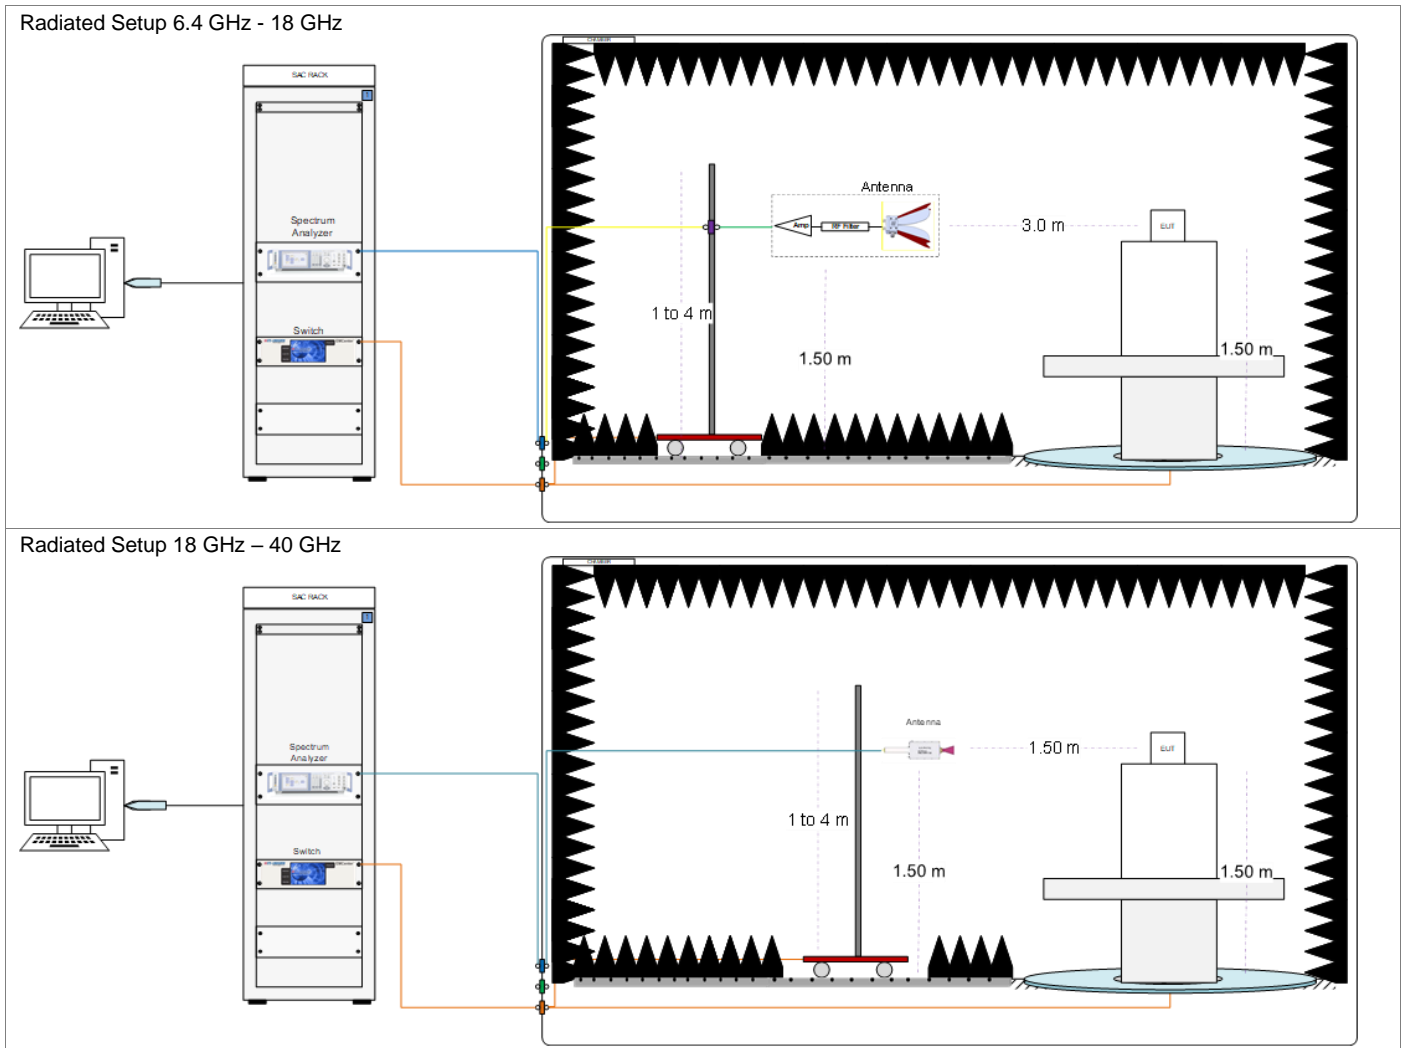 Radiated Setup 6.4 GHz - 18 GHz
CHAMBER
SAC RACK
Antenna
Spectrum
Analyzer
Amp
RF Filter
3.0 m
EUT
1 to 4 m
Switch
1.50 m
1.50 m
Radiated Setup 18 GHz – 40 GHz
CHAMBER
SAC RACK
Antenna
Spectrum
Analyzer
1.50 m
EUT
1 to 4 m
Switch
1.50 m
1.50 m